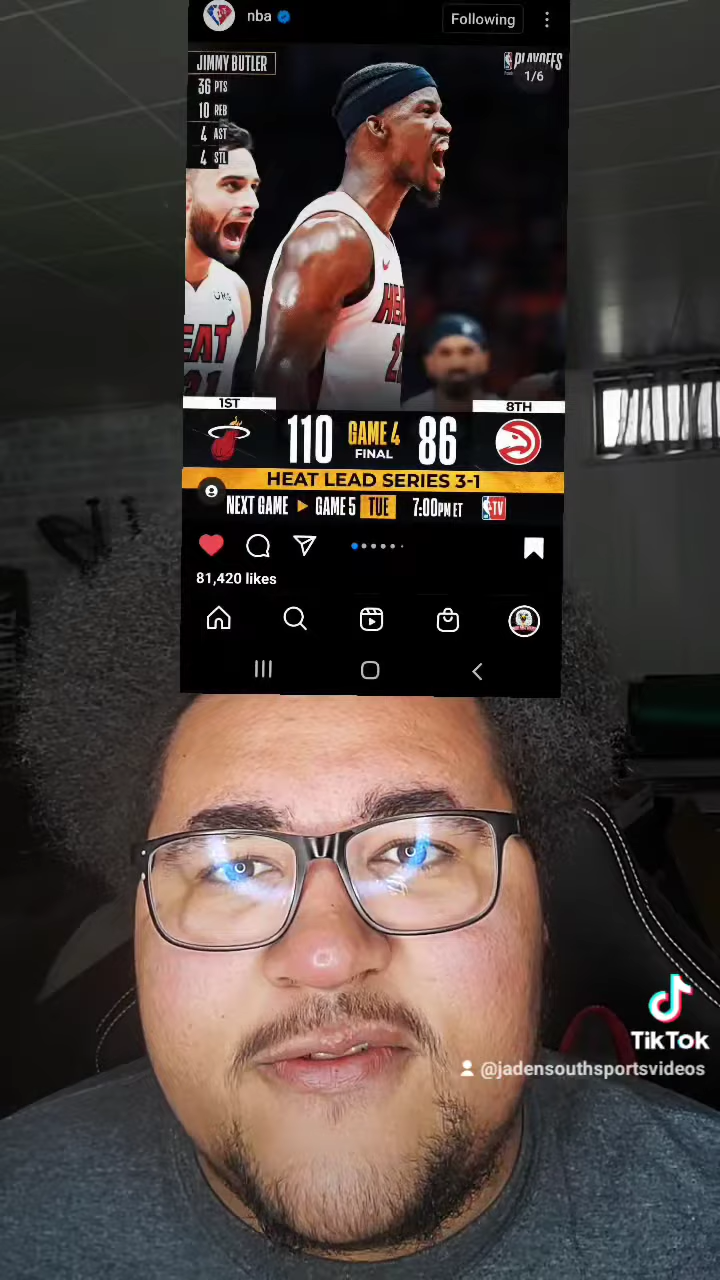 nba
Following
JIMMY BUTLER
36 PTS
10 REB
4 AST
4 STL
PLAYOFFS
1/6
HEAT
1ST
8TH
110 GAME 4 86
FINAL
HEAT LEAD SERIES 3-1
NEXT GAME GAME 5 TUE 7:00PM ET TV
81,420 likes
TikTok
@jadensouthsportsvideos